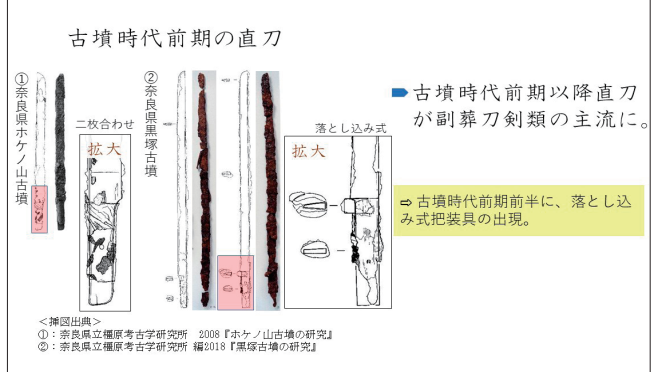 古墳時代前期の直刀
①奈良県ホケノ山古墳
二枚合わせ
拡大
②奈良県黒塚古墳
落とし込み式
拡大
古墳時代前期以降直刀
が副葬刀剣類の主流に。
⇨ 古墳時代前期前半に、落とし込
み式把装具の出現。
＜挿図出典＞
①：奈良県立橿原考古学研究所　2008『ホケノ山古墳の研究』
②：奈良県立橿原考古学研究所 編2018『黒塚古墳の研究』